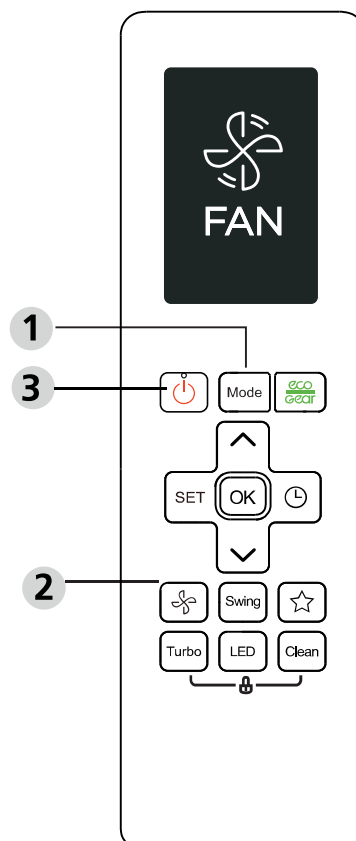 FAN
1
3
Mode
eco
Gear
SET
OK
2
Swing
Turbo
LED
Clean